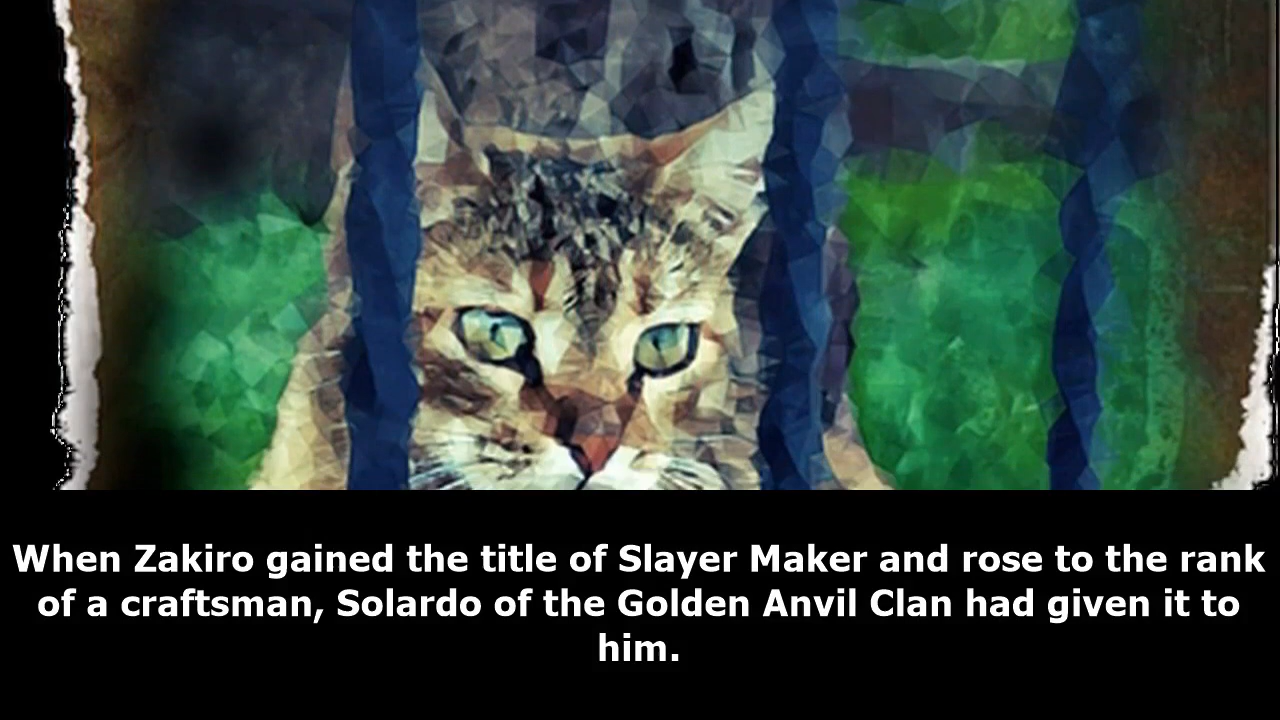 When Zakiro gained the title of Slayer Maker and rose to the rank
of a craftsman, Solardo of the Golden Anvil Clan had given it to
him.